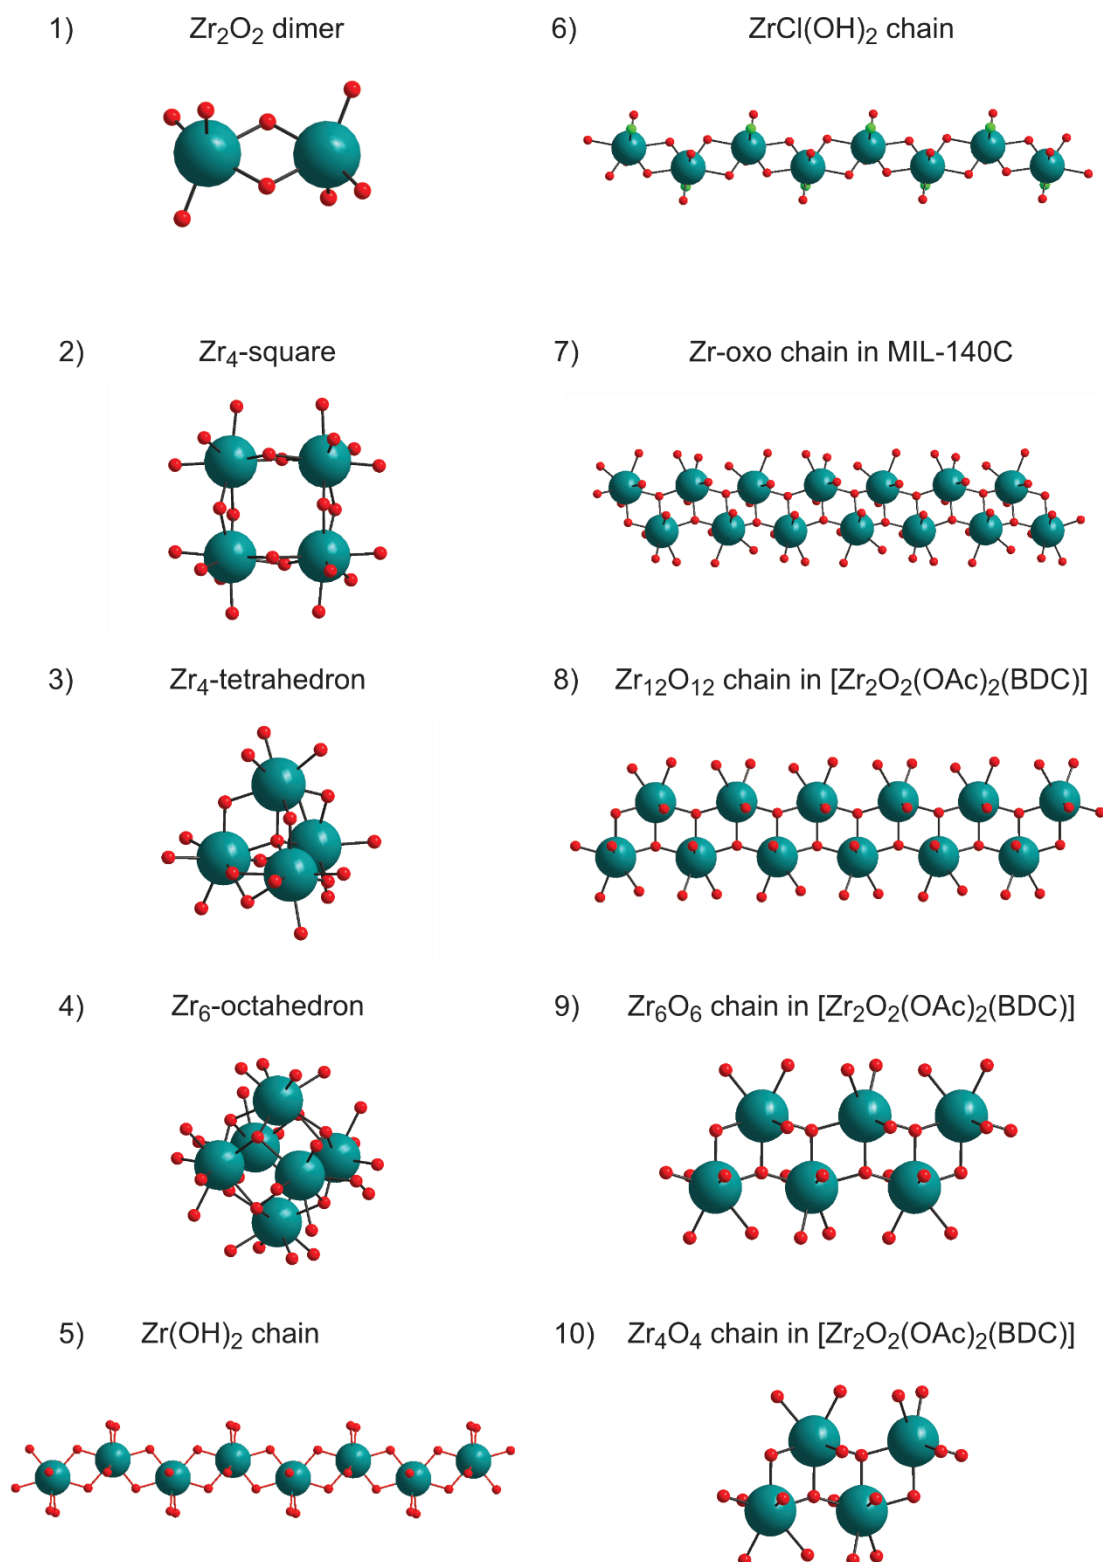 1) Zr₂O₂ dimer
6) ZrCl(OH)₂ chain
2) Zr₄-square
7) Zr-oxo chain in MIL-140C
3) Zr₄-tetrahedron
8) Zr₁₂O₁₂ chain in [Zr₂O₂(OAc)₂(BDC)]
4) Zr₆-octahedron
9) Zr₆O₆ chain in [Zr₂O₂(OAc)₂(BDC)]
5) Zr(OH)₂ chain
10) Zr₄O₄ chain in [Zr₂O₂(OAc)₂(BDC)]